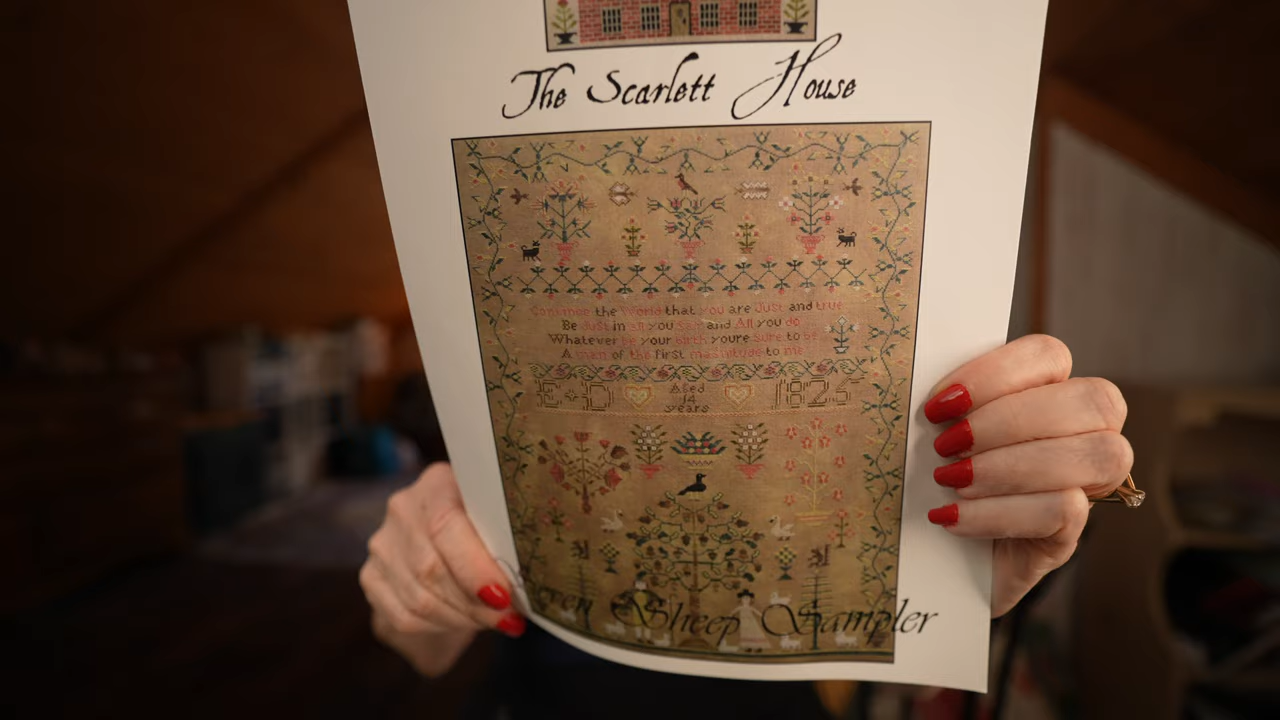 The Scarlett House
Convince the World that you are Just and true
Be Just in all you Say and All you do
Whatever be your birth youre sure to be
A man of the first magnitude to me
E D
Aged
14
years
1825
Sheep Sampler